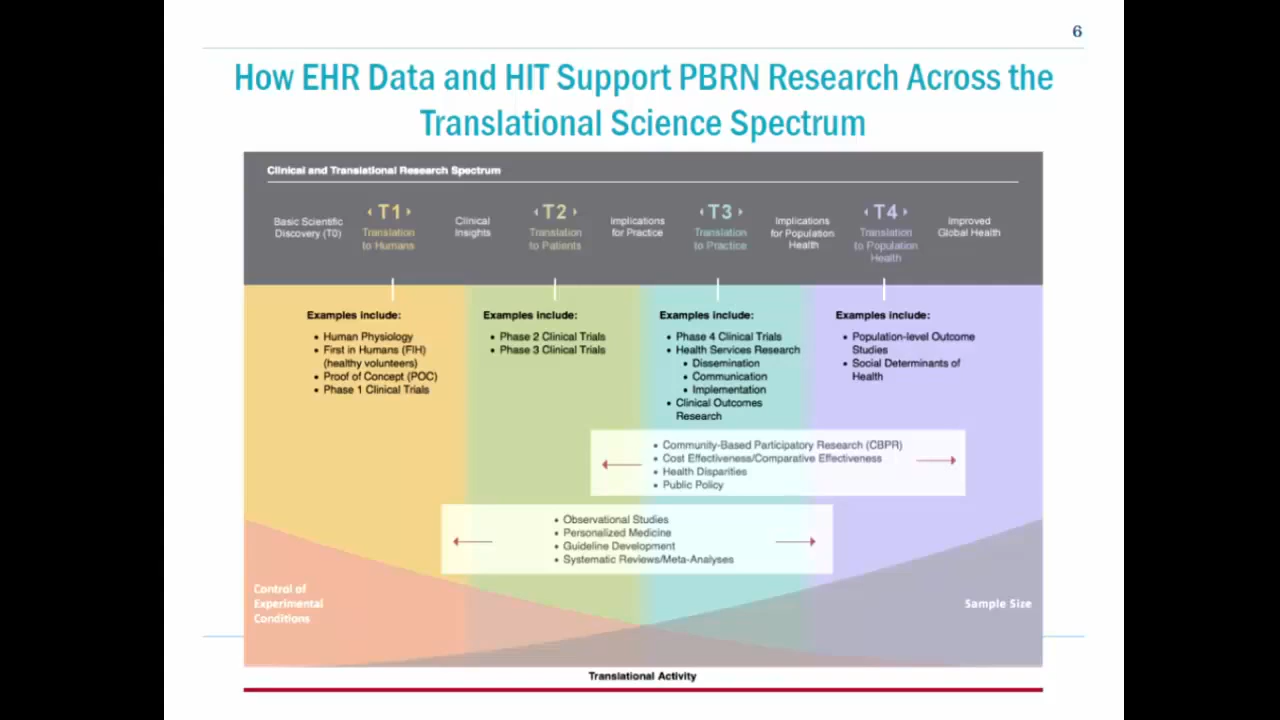 6
How EHR Data and HIT Support PBRN Research Across the
Translational Science Spectrum
Clinical and Translational Research Spectrum
Basic Scientific
Discovery (T0)
T1
Translation
to Humans
Clinical
Insights
T2
Translation
to Patients
Implications
for Practice
T3
Translation
to Practice
Implications
for Population
Health
T4
Translation
to Population
Health
Improved
Global Health
Examples include:
• Human Physiology
• First in Humans (FIH)
(healthy volunteers)
• Proof of Concept (POC)
• Phase 1 Clinical Trials
Examples include:
• Phase 2 Clinical Trials
• Phase 3 Clinical Trials
Examples include:
• Phase 4 Clinical Trials
• Health Services Research
• Dissemination
• Communication
• Implementation
• Clinical Outcomes
Research
Examples include:
• Population-level Outcome
Studies
• Social Determinants of
Health
• Community-Based Participatory Research (CBPR)
• Cost Effectiveness/Comparative Effectiveness
• Health Disparities
• Public Policy
• Observational Studies
• Personalized Medicine
• Guideline Development
• Systematic Reviews/Meta-Analyses
Control of
Experimental
Conditions
Sample Size
Translational Activity